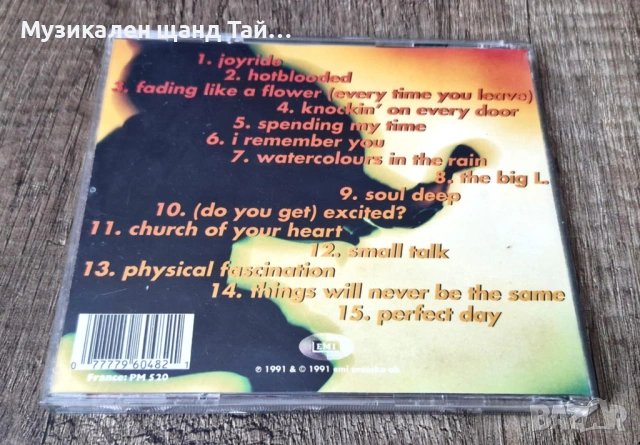 Музикален щанд Тай...
1. joyride
2. hotblooded
3. fading like a flower (every time you leave)
4. knockin' on every door
5. spending my time
6. i remember you
7. watercolours in the rain
8. the big L.
9. soul deep
10. (do you get) excited?
11. church of your heart
12. small talk
13. physical fascination
14. things will never be the same
15. perfect day
EMI
℗ 1991 & © 1991 emi svenska ab
0 77779 60482 1
France: PM 520
BAZAR